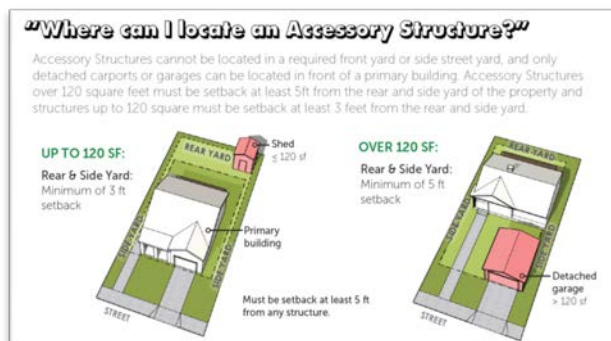 "Where can I locate an Accessory Structure?"
Accessory Structures cannot be located in a required front yard or side street yard, and only
detached carports or garages can be located in front of a primary building. Accessory Structures
over 120 square feet must be setback at least 5ft from the rear and side yard of the property and
structures up to 120 square must be setback at least 3 feet from the rear and side yard.
UP TO 120 SF:
Rear & Side Yard:
Minimum of 3 ft
setback
REAR YARD
Shed
≤ 120 sf
SIDE YARD
SIDE YARD
Primary
building
STREET
Must be setback at least 5 ft
from any structure.
OVER 120 SF:
Rear & Side Yard:
Minimum of 5 ft
setback
REAR YARD
SIDE YARD
SIDE YARD
Detached
garage
> 120 sf
STREET